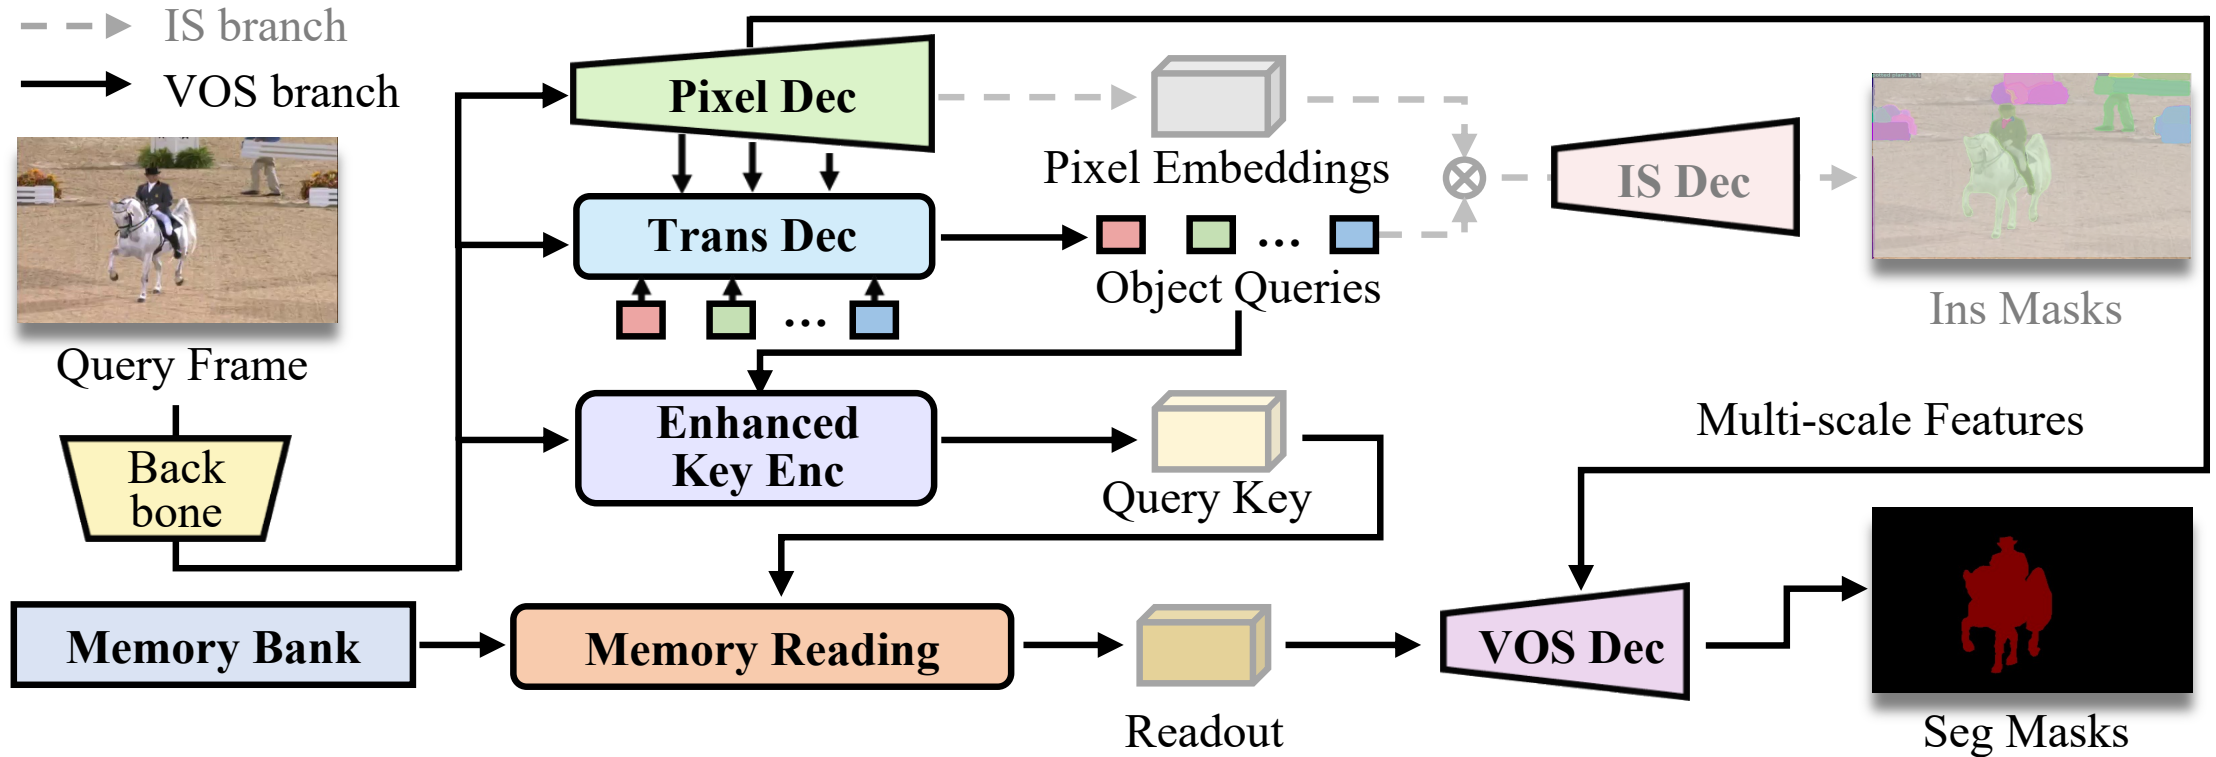 IS branch
VOS branch
Pixel Dec
Pixel Embeddings
IS Dec
Trans Dec
...
Object Queries
Ins Masks
...
Query Frame
Enhanced
Key Enc
Multi-scale Features
Back
bone
Query Key
Memory Bank
Memory Reading
VOS Dec
Readout
Seg Masks